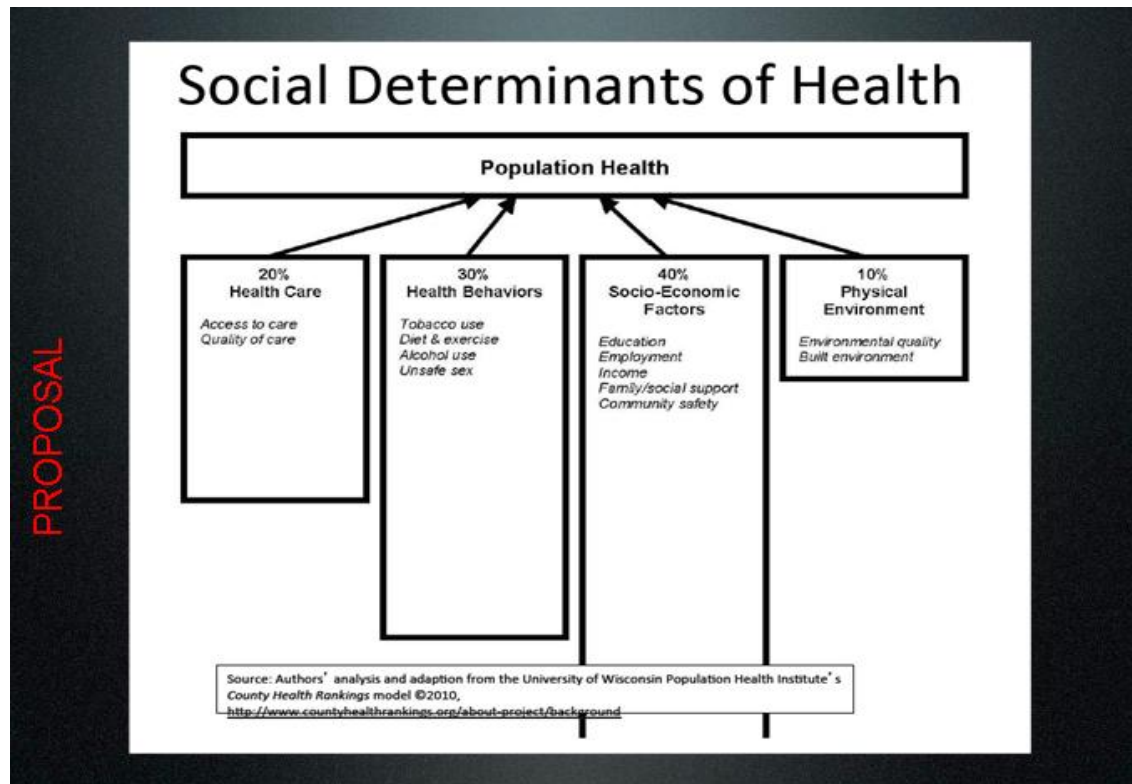 Social Determinants of Health
Population Health
20%
Health Care
Access to care
Quality of care
30%
Health Behaviors
Tobacco use
Diet & exercise
Alcohol use
Unsafe sex
40%
Socio-Economic
Factors
Education
Employment
Income
Family/social support
Community safety
10%
Physical
Environment
Environmental quality
Built environment
PROPOSAL
Source: Authors' analysis and adaption from the University of Wisconsin Population Health Institute's
County Health Rankings model ©2010,
http://www.countyhealthrankings.org/about-project/background